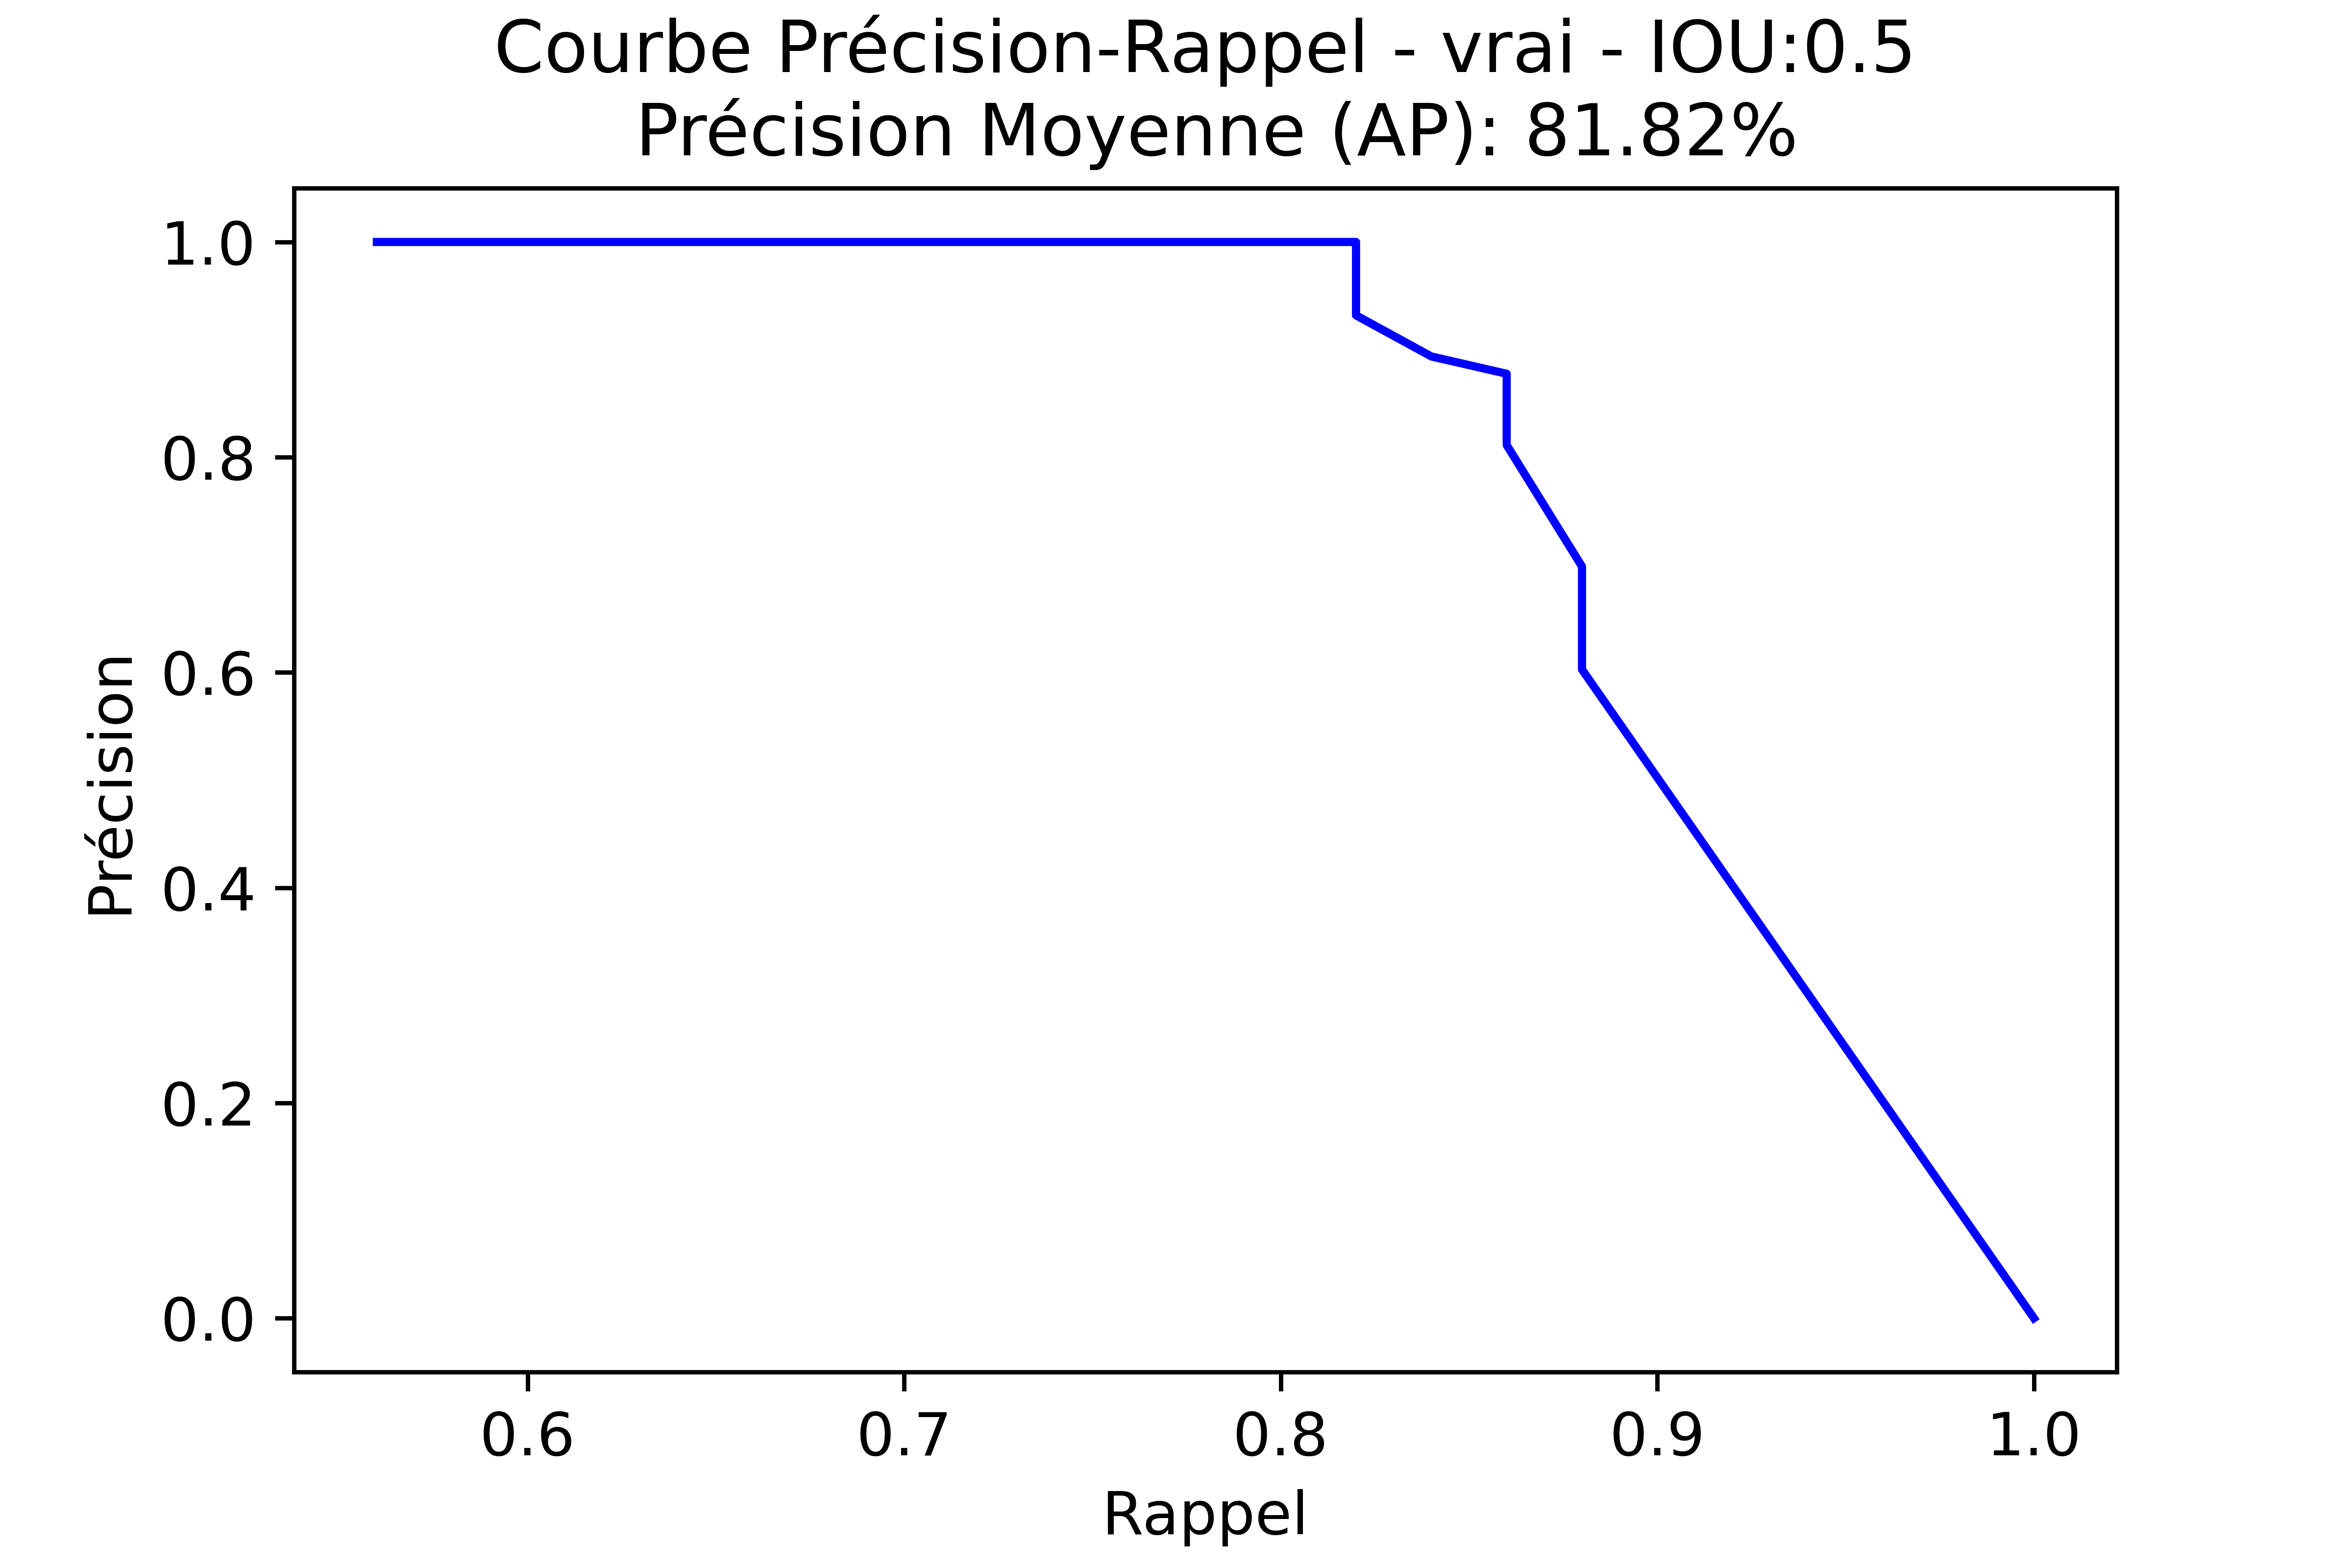 Courbe Précision-Rappel - vrai - IOU:0.5
Précision Moyenne (AP): 81.82%
Précision
1.0
0.8
0.6
0.4
0.2
0.0
0.6 0.7 0.8 0.9 1.0
Rappel